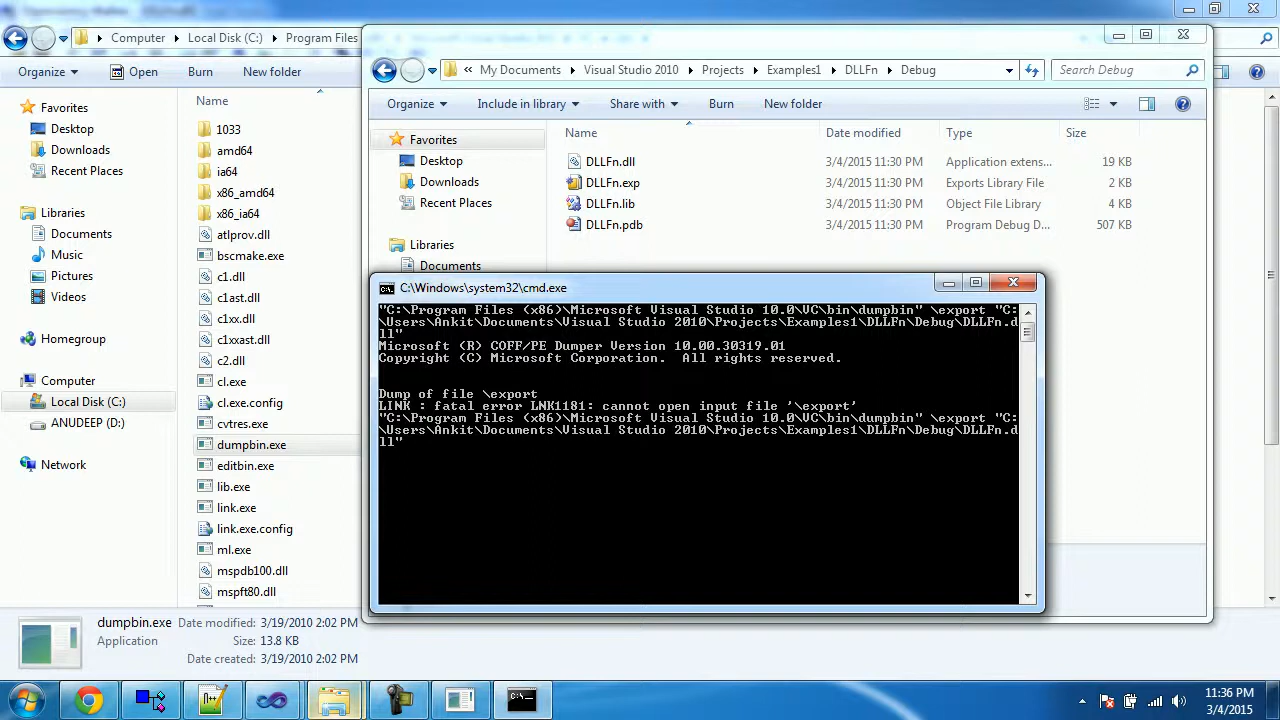 Computer
Local Disk (C:)
Program Files
Organize
Open
Burn
New folder
Favorites
Desktop
Downloads
Recent Places
Libraries
Documents
Music
Pictures
Videos
Homegroup
Computer
Local Disk (C:)
ANUDEEP (D:)
Network
Name
1033
amd64
ia64
x86_amd64
x86_ia64
atlprov.dll
bscmake.exe
c1.dll
c1ast.dll
c1xx.dll
c1xxast.dll
c2.dll
cl.exe
cl.exe.config
cvtres.exe
dumpbin.exe
editbin.exe
lib.exe
link.exe
link.exe.config
ml.exe
mspdb100.dll
mspft80.dll
dumpbin.exe Date modified: 3/19/2010 2:02 PM
Application Size: 13.8 KB
Date created: 3/19/2010 2:02 PM
« My Documents Visual Studio 2010 Projects Examples1 DLLFn Debug
Search Debug
Organize Include in library Share with Burn New folder
Favorites
Desktop
Downloads
Recent Places
Libraries
Documents
Name Date modified Type Size
DLLFn.dll 3/4/2015 11:30 PM Application extens... 19 KB
DLLFn.exp 3/4/2015 11:30 PM Exports Library File 2 KB
DLLFn.lib 3/4/2015 11:30 PM Object File Library 4 KB
DLLFn.pdb 3/4/2015 11:30 PM Program Debug D... 507 KB
C:\Windows\system32\cmd.exe
"C:\Program Files (x86)\Microsoft Visual Studio 10.0\VC\bin\dumpbin" \export "C:
\Users\Ankit\Documents\Visual Studio 2010\Projects\Examples1\DLLFn\Debug\DLLFn.d
ll"
Microsoft (R) COFF/PE Dumper Version 10.00.30319.01
Copyright (C) Microsoft Corporation. All rights reserved.
Dump of file \export
LINK : fatal error LNK1181: cannot open input file '\export'
"C:\Program Files (x86)\Microsoft Visual Studio 10.0\VC\bin\dumpbin" \export "C:
\Users\Ankit\Documents\Visual Studio 2010\Projects\Examples1\DLLFn\Debug\DLLFn.d
ll"
11:36 PM
3/4/2015